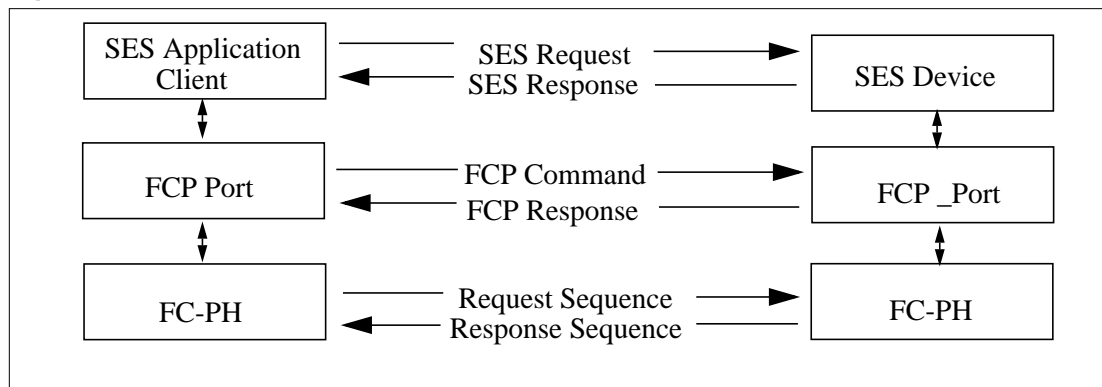 SES Application
Client
SES Request
SES Response
SES Device
FCP Port
FCP Command
FCP Response
FCP _Port
FC-PH
Request Sequence
Response Sequence
FC-PH